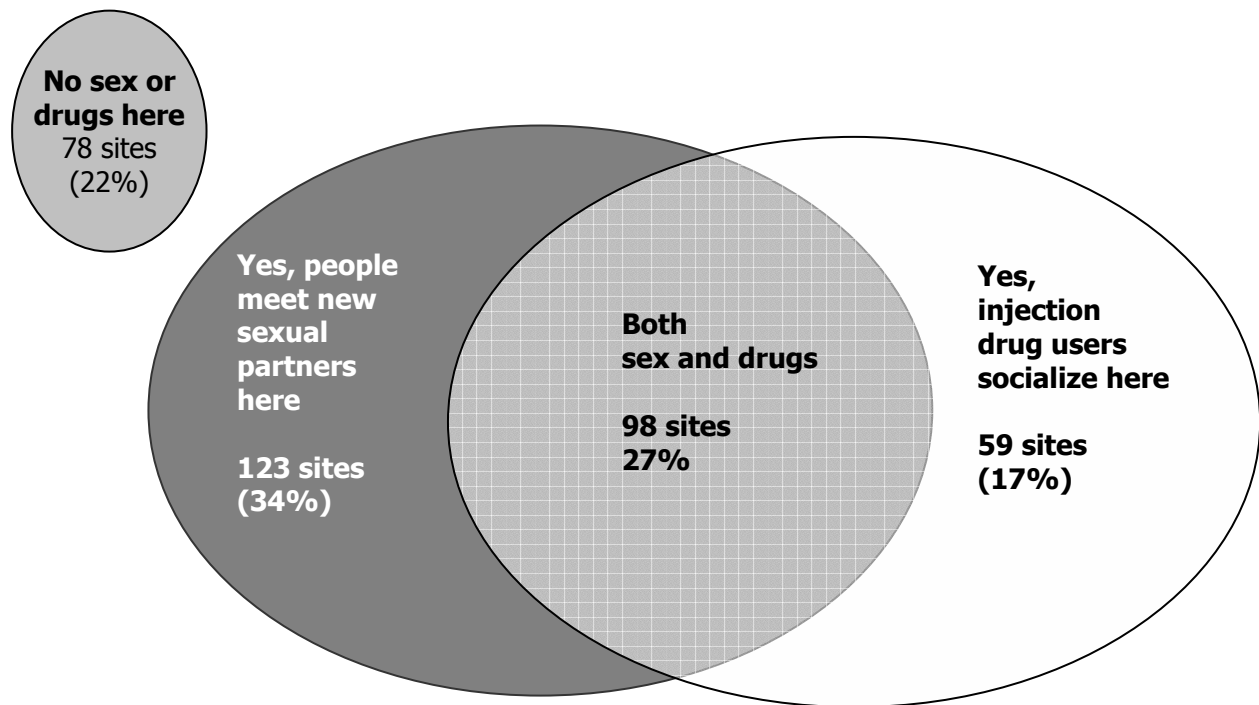 No sex or
drugs here
78 sites
(22%)
Yes, people
meet new
sexual
partners
here
123 sites
(34%)
Both
sex and drugs
98 sites
27%
Yes,
injection
drug users
socialize here
59 sites
(17%)